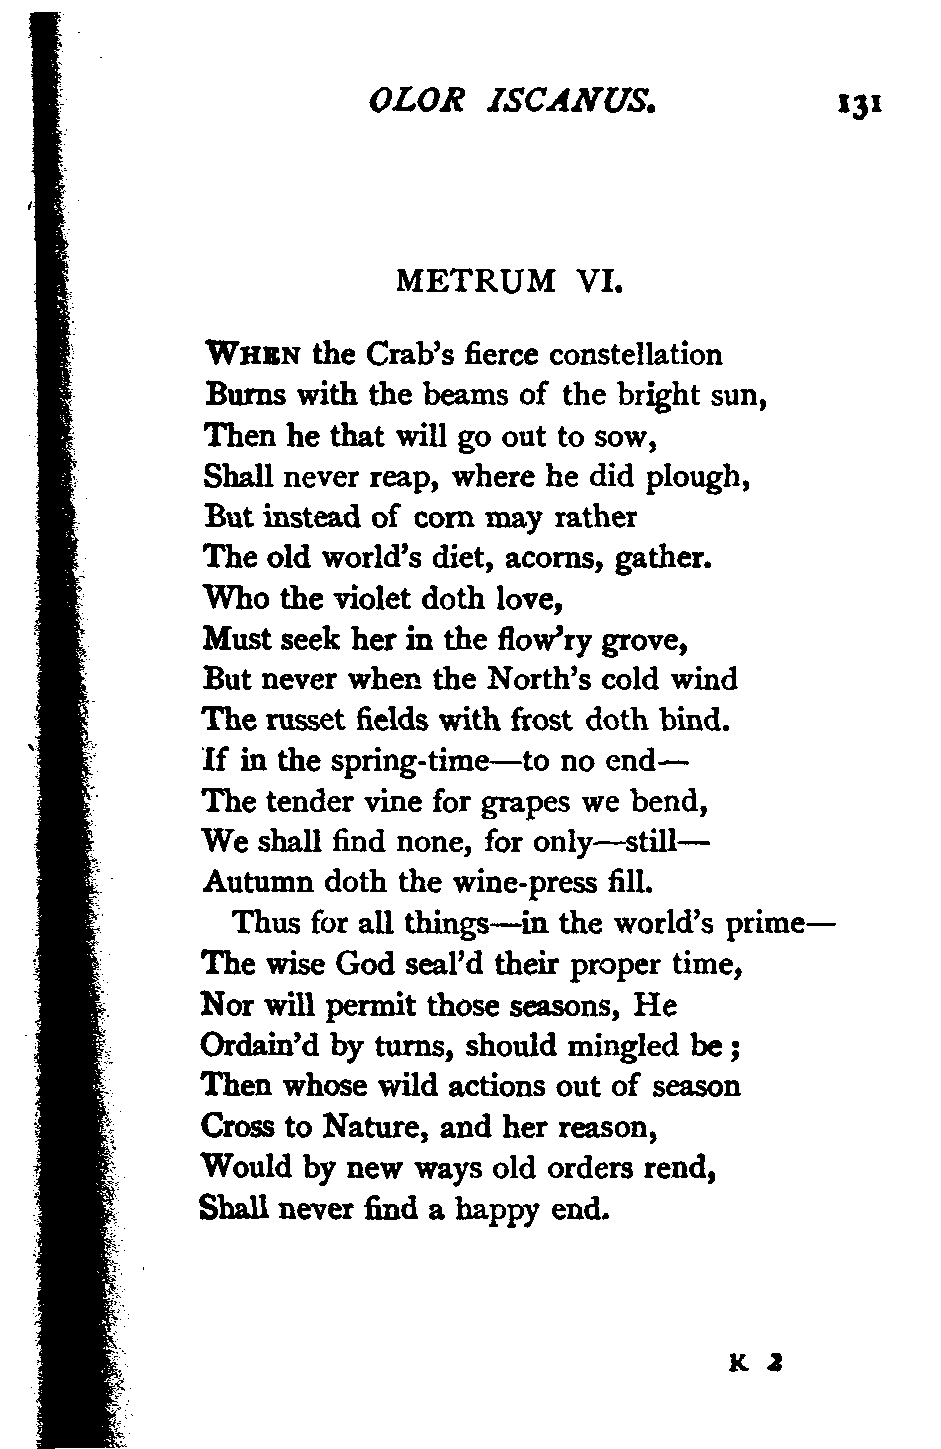 OLOR ISCANUS. 131
METRUM VI.
WHEN the Crab's fierce constellation
Burns with the beams of the bright sun,
Then he that will go out to sow,
Shall never reap, where he did plough,
But instead of corn may rather
The old world's diet, acorns, gather.
Who the violet doth love,
Must seek her in the flow'ry grove,
But never when the North's cold wind
The russet fields with frost doth bind.
If in the spring-time—to no end—
The tender vine for grapes we bend,
We shall find none, for only—still—
Autumn doth the wine-press fill.
Thus for all things—in the world's prime—
The wise God seal'd their proper time,
Nor will permit those seasons, He
Ordain'd by turns, should mingled be;
Then whose wild actions out of season
Cross to Nature, and her reason,
Would by new ways old orders rend,
Shall never find a happy end.
K 2